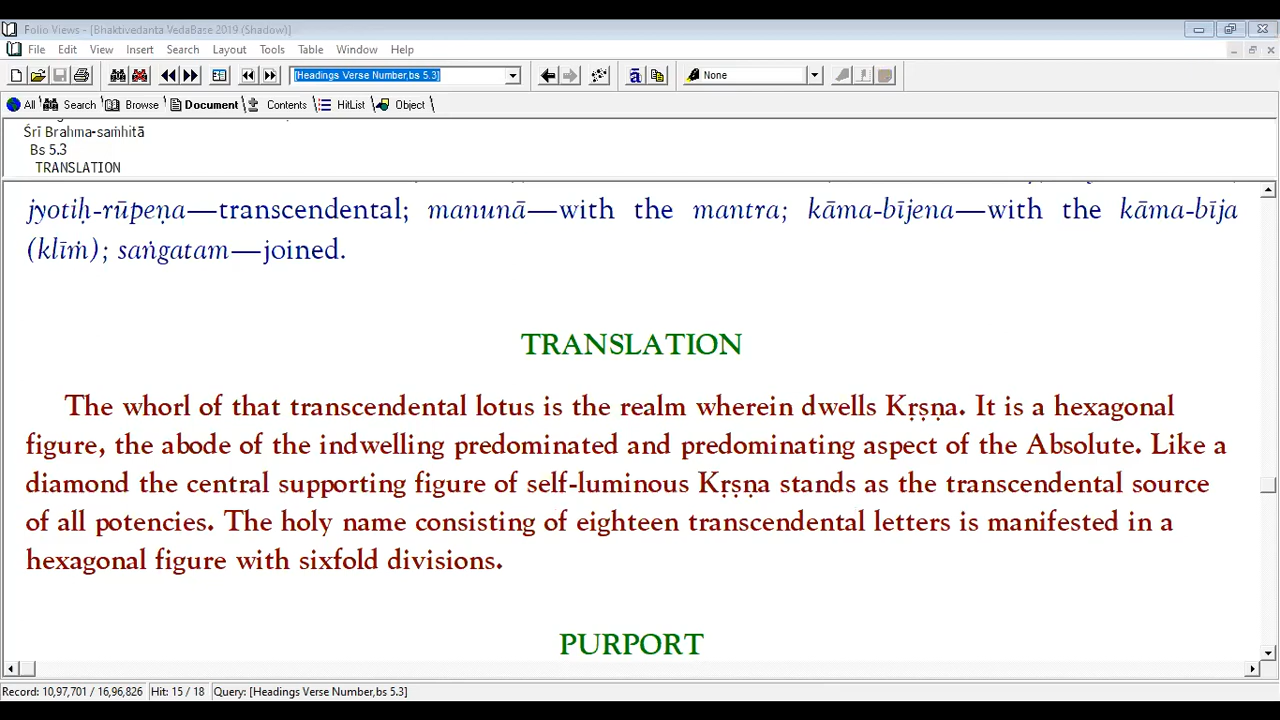 Folio Views - [Bhaktivedanta VedaBase 2019 (Shadow)]
File Edit View Insert Search Layout Tools Table Window Help
[Headings Verse Number,bs 5.3] None
All Search Browse Document Contents HitList Object
Śrī Brahma-saṁhitā
Bs 5.3
TRANSLATION
jyotiḥ-rūpeṇa—transcendental; manunā—with the mantra; kāma-bījena—with the kāma-bīja
(klīṁ); saṅgatam—joined.
TRANSLATION
The whorl of that transcendental lotus is the realm wherein dwells Kṛṣṇa. It is a hexagonal
figure, the abode of the indwelling predominated and predominating aspect of the Absolute. Like a
diamond the central supporting figure of self-luminous Kṛṣṇa stands as the transcendental source
of all potencies. The holy name consisting of eighteen transcendental letters is manifested in a
hexagonal figure with sixfold divisions.
PURPORT
Record: 10,97,701 / 16,96,826 Hit: 15 / 18 Query: [Headings Verse Number,bs 5.3]